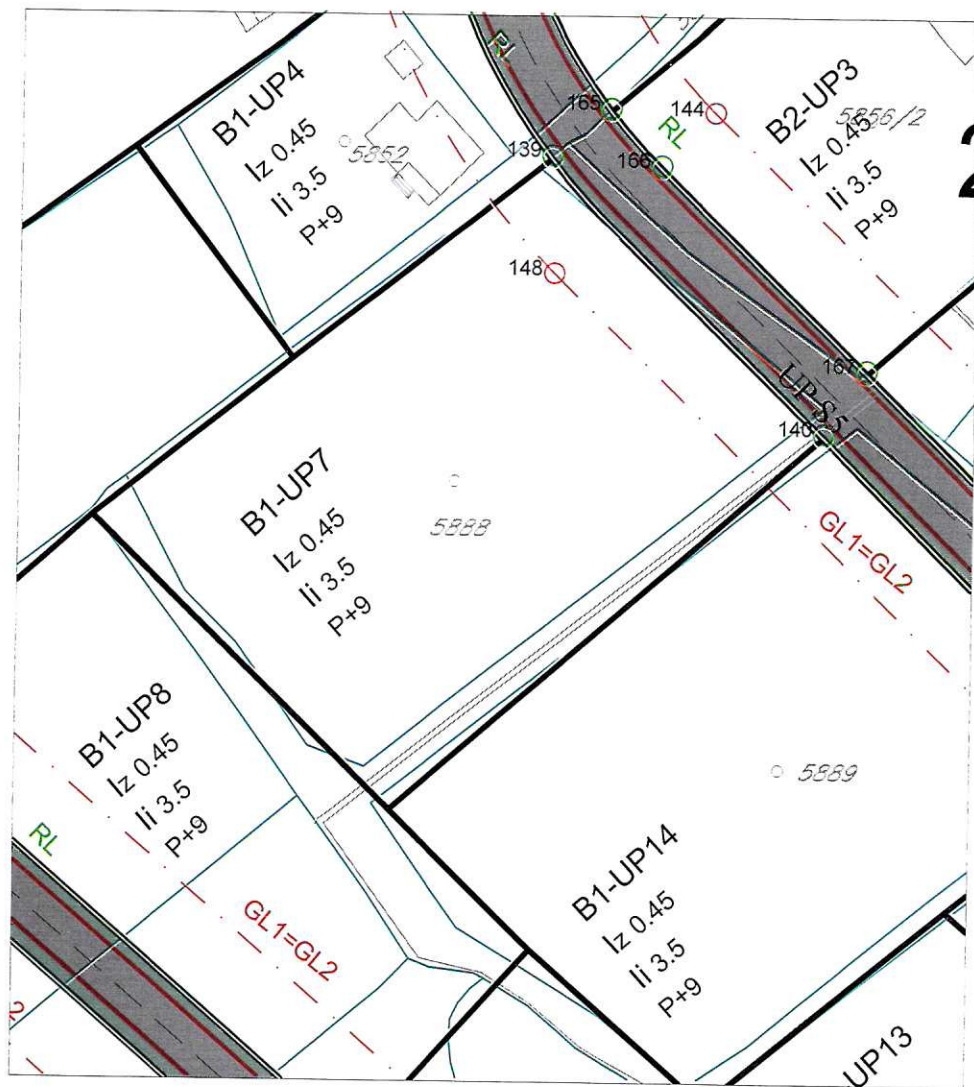 RL
B1-UP4
Iz 0.45
Ii 3.5
P+9
5852
165
139
166
RL
144
B2-UP3
Iz 0.45
Ii 3.5
P+9
5856/2
148
167
UP S5
140
B1-UP7
Iz 0.45
Ii 3.5
P+9
5888
GL1=GL2
B1-UP8
Iz 0.45
Ii 3.5
P+9
RL
GL1=GL2
5889
B1-UP14
Iz 0.45
Ii 3.5
P+9
UP13